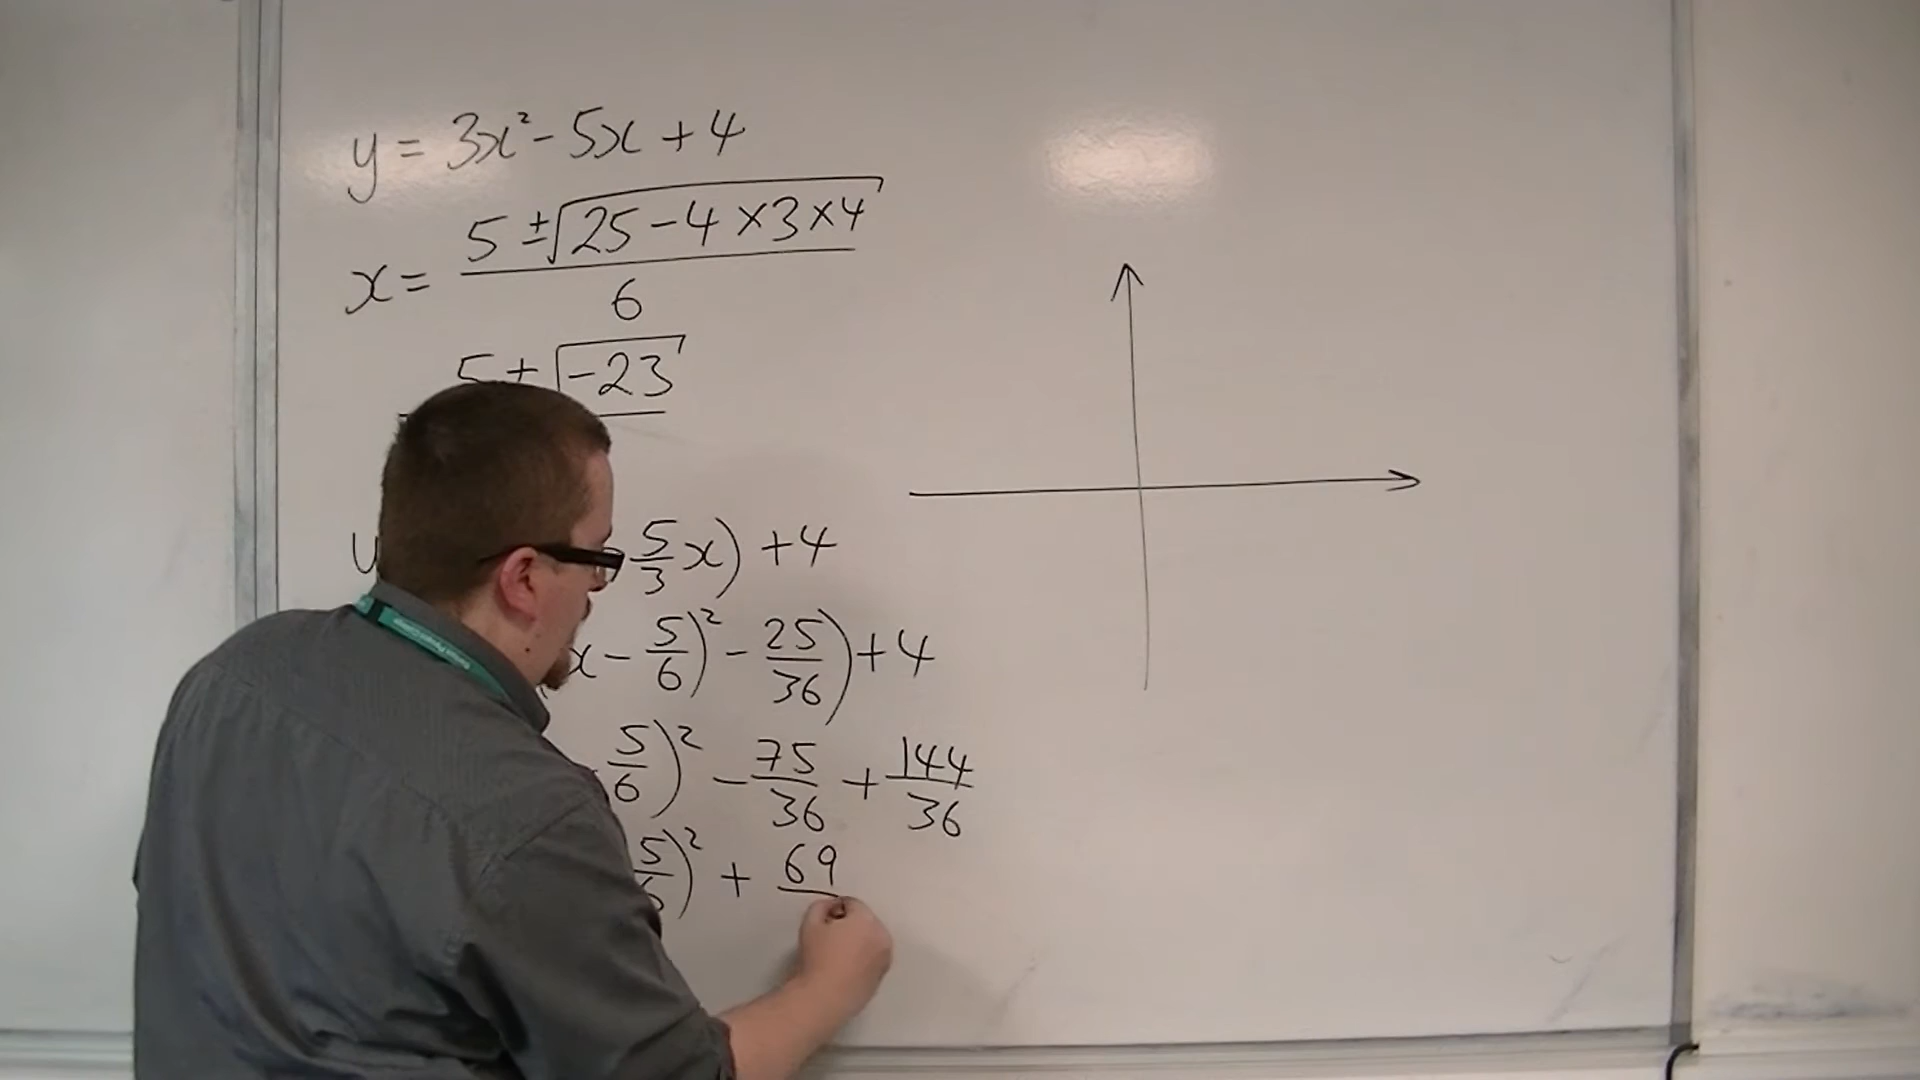 y = 3x² - 5x + 4
x = (5 ± √(25 - 4 × 3 × 4)) / 6
5 ± √(-23)
y 5/3 x) + 4
x - 5/6)² - 25/36) + 4
5/6)² - 75/36 + 144/36
5/6)² + 69